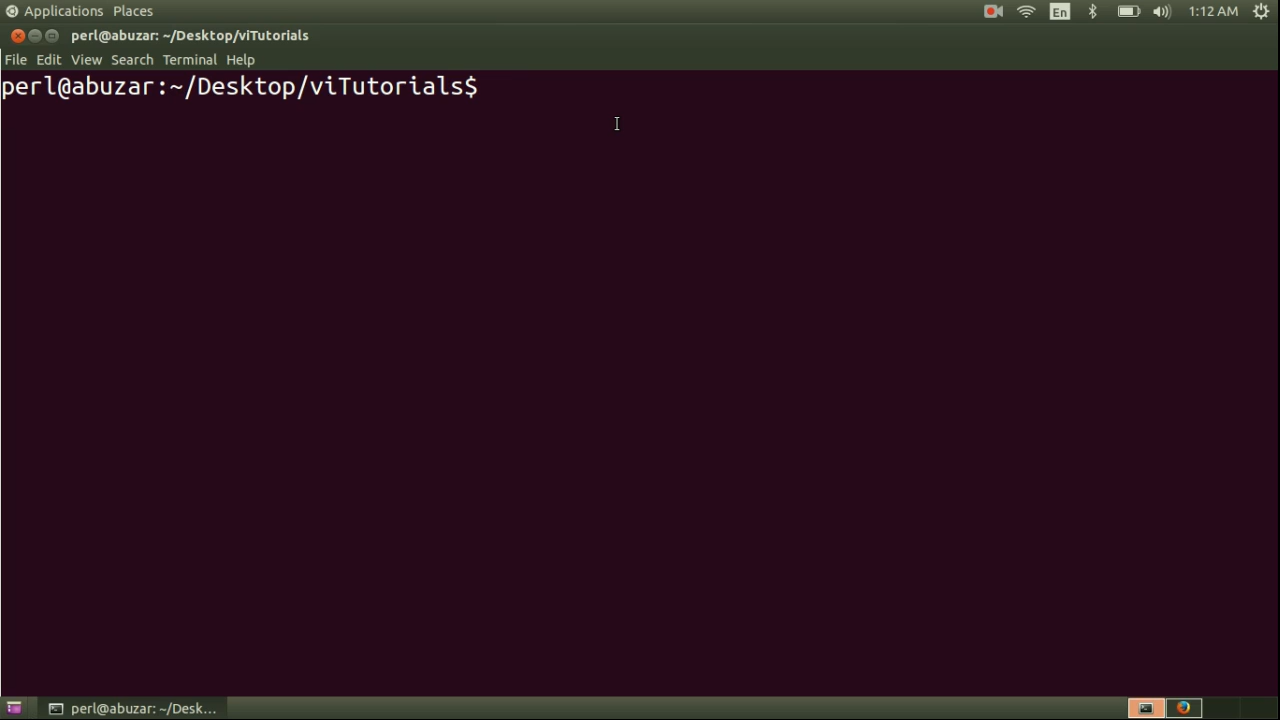 Applications Places En 1:12 AM
perl@abuzar: ~/Desktop/viTutorials
File Edit View Search Terminal Help
perl@abuzar:~/Desktop/viTutorials$
perl@abuzar: ~/Desk...